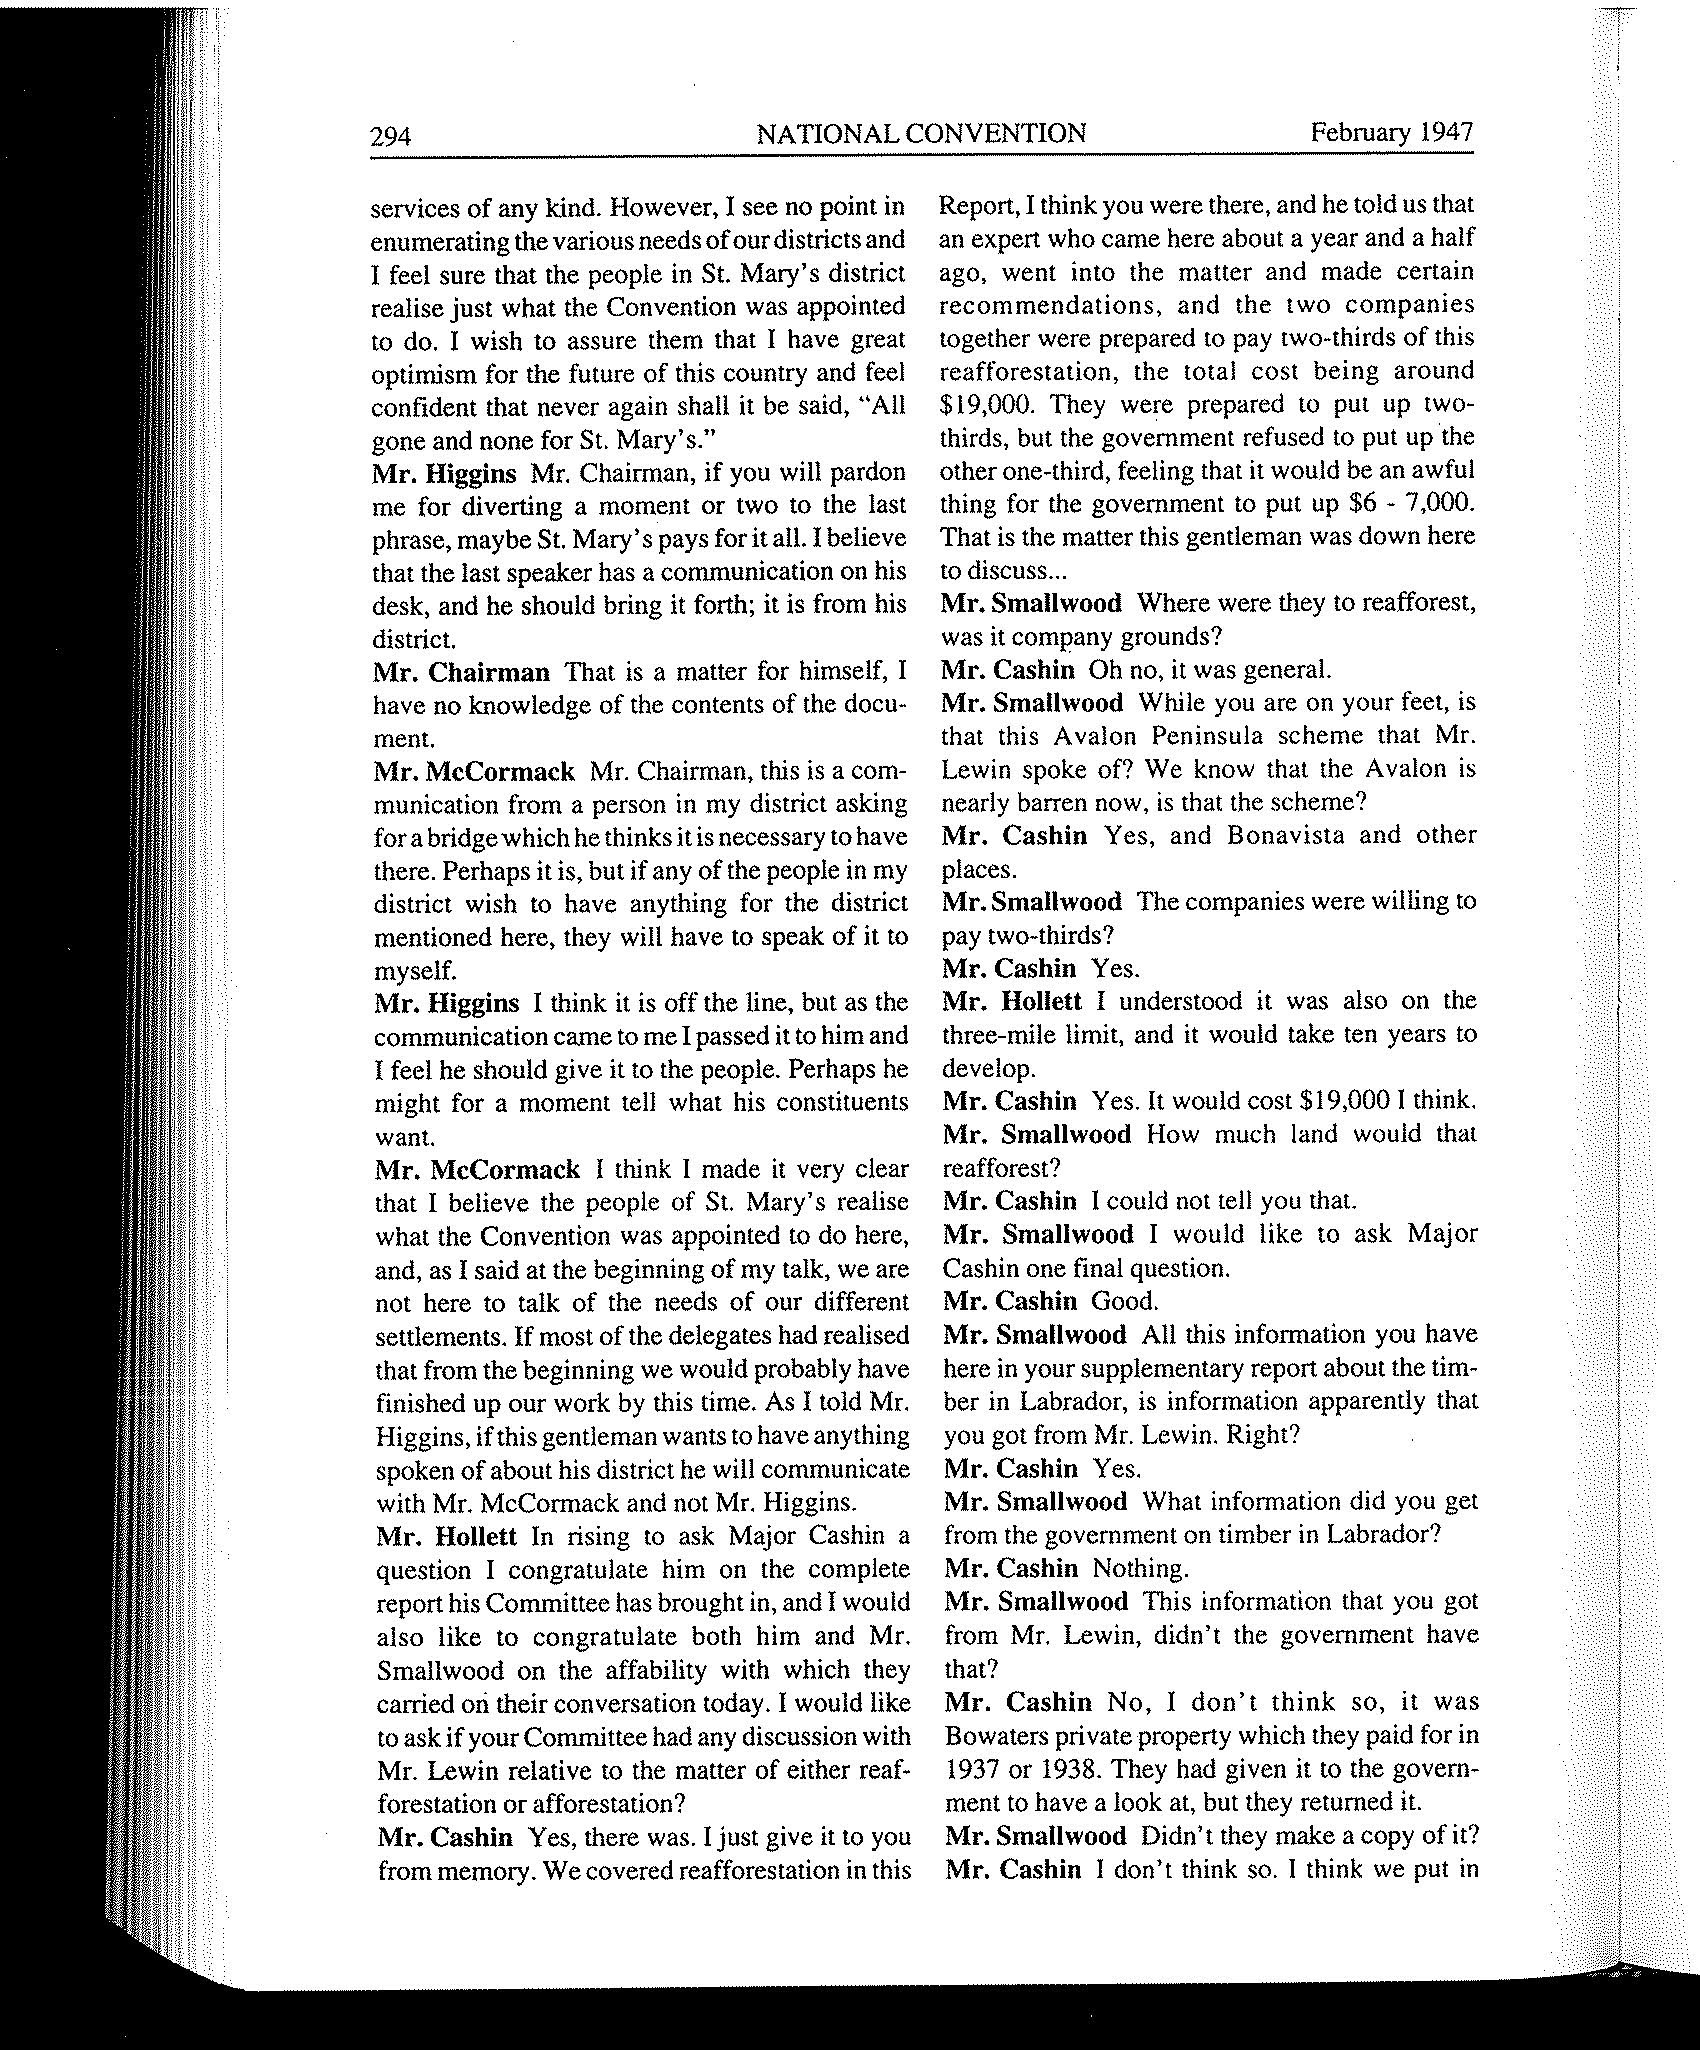 294
NATIONAL CONVENTION
February 1947
services of any kind. However, I see no point in
enumerating the various needs of our districts and
I feel sure that the people in St. Mary's district
realise just what the Convention was appointed
to do. I wish to assure them that I have great
optimism for the future of this country and feel
confident that never again shall it be said, "All
gone and none for St. Mary's."
Mr. Higgins Mr. Chairman, if you will pardon
me for diverting a moment or two to the last
phrase, maybe St. Mary's pays for it all. I believe
that the last speaker has a communication on his
desk, and he should bring it forth; it is from his
district.
Mr. Chairman That is a matter for himself, I
have no knowledge of the contents of the docu-
ment.
Mr. McCormack Mr. Chairman, this is a com-
munication from a person in my district asking
for a bridge which he thinks it is necessary to have
there. Perhaps it is, but if any of the people in my
district wish to have anything for the district
mentioned here, they will have to speak of it to
myself.
Mr. Higgins I think it is off the line, but as the
communication came to me I passed it to him and
I feel he should give it to the people. Perhaps he
might for a moment tell what his constituents
want.
Mr. McCormack I think I made it very clear
that I believe the people of St. Mary's realise
what the Convention was appointed to do here,
and, as I said at the beginning of my talk, we are
not here to talk of the needs of our different
settlements. If most of the delegates had realised
that from the beginning we would probably have
finished up our work by this time. As I told Mr.
Higgins, if this gentleman wants to have anything
spoken of about his district he will communicate
with Mr. McCormack and not Mr. Higgins.
Mr. Hollett In rising to ask Major Cashin a
question I congratulate him on the complete
report his Committee has brought in, and I would
also like to congratulate both him and Mr.
Smallwood on the affability with which they
carried on their conversation today. I would like
to ask if your Committee had any discussion with
Mr. Lewin relative to the matter of either reaf-
forestation or afforestation?
Mr. Cashin Yes, there was. I just give it to you
from memory. We covered reafforestation in this
Report, I think you were there, and he told us that
an expert who came here about a year and a half
ago, went into the matter and made certain
recommendations, and the two companies
together were prepared to pay two-thirds of this
reafforestation, the total cost being around
$19,000. They were prepared to put up two-
thirds, but the government refused to put up the
other one-third, feeling that it would be an awful
thing for the government to put up $6 - 7,000.
That is the matter this gentleman was down here
to discuss...
Mr. Smallwood Where were they to reafforest,
was it company grounds?
Mr. Cashin Oh no, it was general.
Mr. Smallwood While you are on your feet, is
that this Avalon Peninsula scheme that Mr.
Lewin spoke of? We know that the Avalon is
nearly barren now, is that the scheme?
Mr. Cashin Yes, and Bonavista and other
places.
Mr. Smallwood The companies were willing to
pay two-thirds?
Mr. Cashin Yes.
Mr. Hollett I understood it was also on the
three-mile limit, and it would take ten years to
develop.
Mr. Cashin Yes. It would cost $19,000 I think.
Mr. Smallwood How much land would that
reafforest?
Mr. Cashin I could not tell you that.
Mr. Smallwood I would like to ask Major
Cashin one final question.
Mr. Cashin Good.
Mr. Smallwood All this information you have
here in your supplementary report about the tim-
ber in Labrador, is information apparently that
you got from Mr. Lewin. Right?
Mr. Cashin Yes.
Mr. Smallwood What information did you get
from the government on timber in Labrador?
Mr. Cashin Nothing.
Mr. Smallwood This information that you got
from Mr. Lewin, didn't the government have
that?
Mr. Cashin No, I don't think so, it was
Bowaters private property which they paid for in
1937 or 1938. They had given it to the govern-
ment to have a look at, but they returned it.
Mr. Smallwood Didn't they make a copy of it?
Mr. Cashin I don't think so. I think we put in